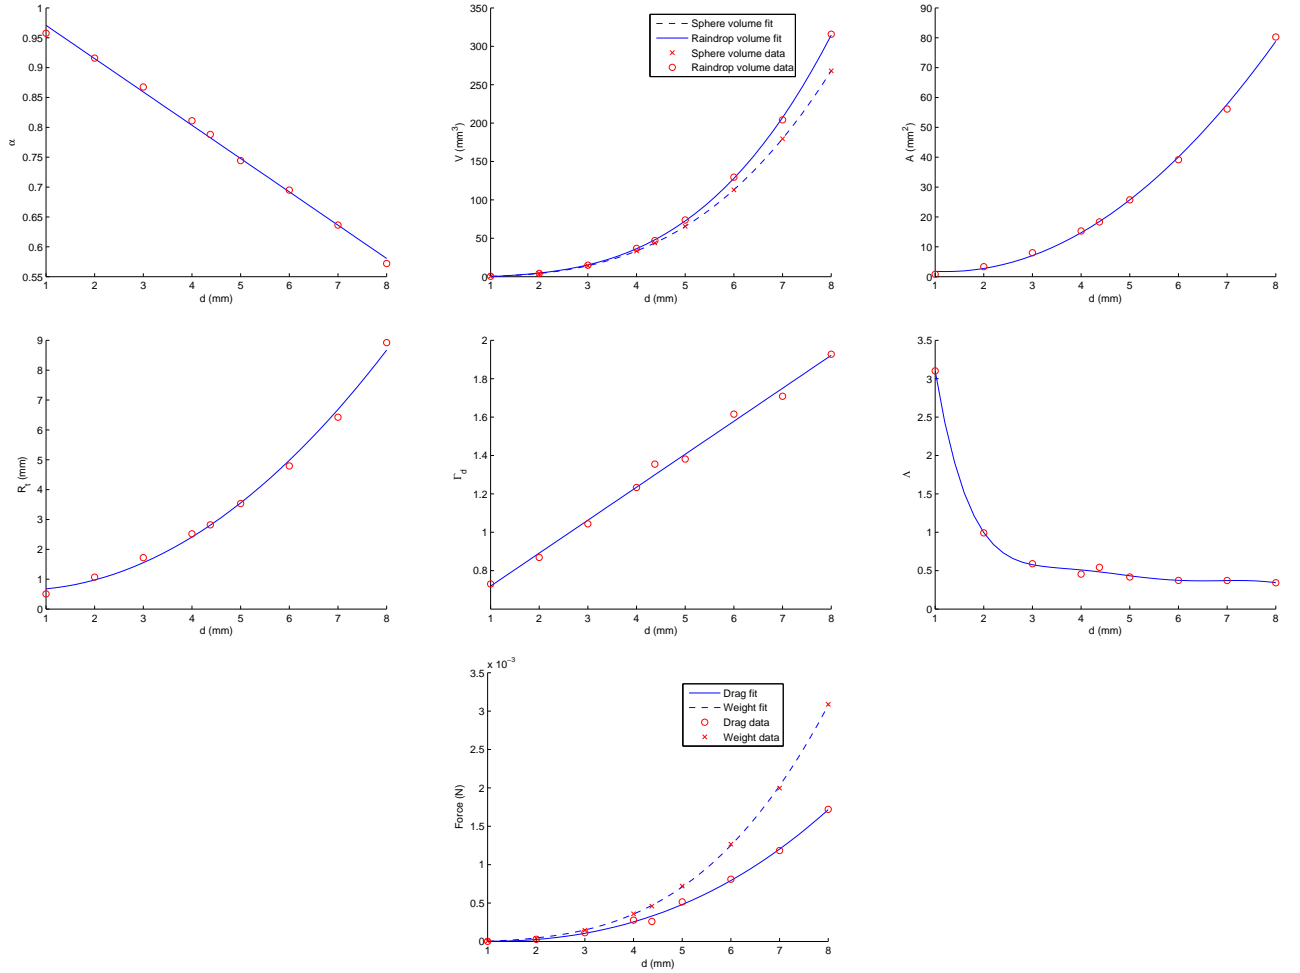 1
0.95
0.9
0.85
0.8
0.75
0.7
0.65
0.6
0.55
α
1 2 3 4 5 6 7 8
d (mm)
350
300
250
200
150
100
50
0
V (mm³)
Sphere volume fit
Raindrop volume fit
Sphere volume data
Raindrop volume data
1 2 3 4 5 6 7 8
d (mm)
90
80
70
60
50
40
30
20
10
0
A (mm²)
1 2 3 4 5 6 7 8
d (mm)
9
8
7
6
5
4
3
2
1
0
1 2 3 4 5 6 7 8
d (mm)
2
1.8
1.6
1.4
1.2
1
0.8
Γd
1 2 3 4 5 6 7 8
d (mm)
3.5
3
2.5
2
1.5
1
0.5
0
Λ
1 2 3 4 5 6 7 8
d (mm)
x 10⁻³
3.5
3
2.5
2
1.5
1
0.5
0
Force (N)
Drag fit
Weight fit
Drag data
Weight data
1 2 3 4 5 6 7 8
d (mm)